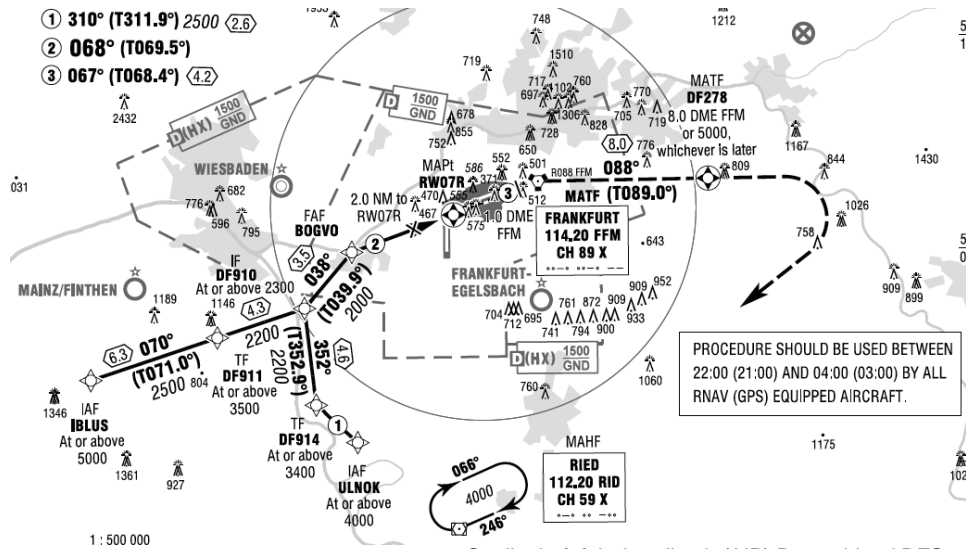 ① 310° (T311.9°) 2500 2.6
② 068° (T069.5°)
③ 067° (T068.4°) 4.2
1212
748
719
1510
717
1102
760
697
1306
728
828
770
705
719
MATF
DF278
8.0 DME FFM
or 5000,
whichever is later
2432
D(HX) 1500
GND
D 1500
GND
678
855
752
650
8.0
776
1167
844
1430
WIESBADEN
MAPt
RW07R
586
552
371
501
512
③
R088 FFM
088°
MATF (T089.0°)
809
031
682
776
596
795
2.0 NM to
RW07R
470
555
467
575
1.0 DME
FFM
FRANKFURT
114.20 FFM
CH 89 X
643
1026
758
FAF
BOGVO
②
3.5
038°
(T039.9°)
2000
IF
DF910
At or above 2300
MAINZ/FINTHEN
1189
1146
4.3
2200
FRANKFURT-
EGELSBACH
704
712
695
741
761
794
872
900
909
933
909
952
909
899
6.3
070°
(T071.0°)
2500
804
TF
DF911
At or above
3500
352°
(T352.9°)
2200
4.6
D(HX) 1500
GND
760
1060
PROCEDURE SHOULD BE USED BETWEEN
22:00 (21:00) AND 04:00 (03:00) BY ALL
RNAV (GPS) EQUIPPED AIRCRAFT.
1346
IAF
IBLUS
At or above
5000
1361
927
①
TF
DF914
At or above
3400
IAF
ULNOK
At or above
4000
066°
4000
246°
MAHF
RIED
112.20 RID
CH 59 X
1175
102
1 : 500 000